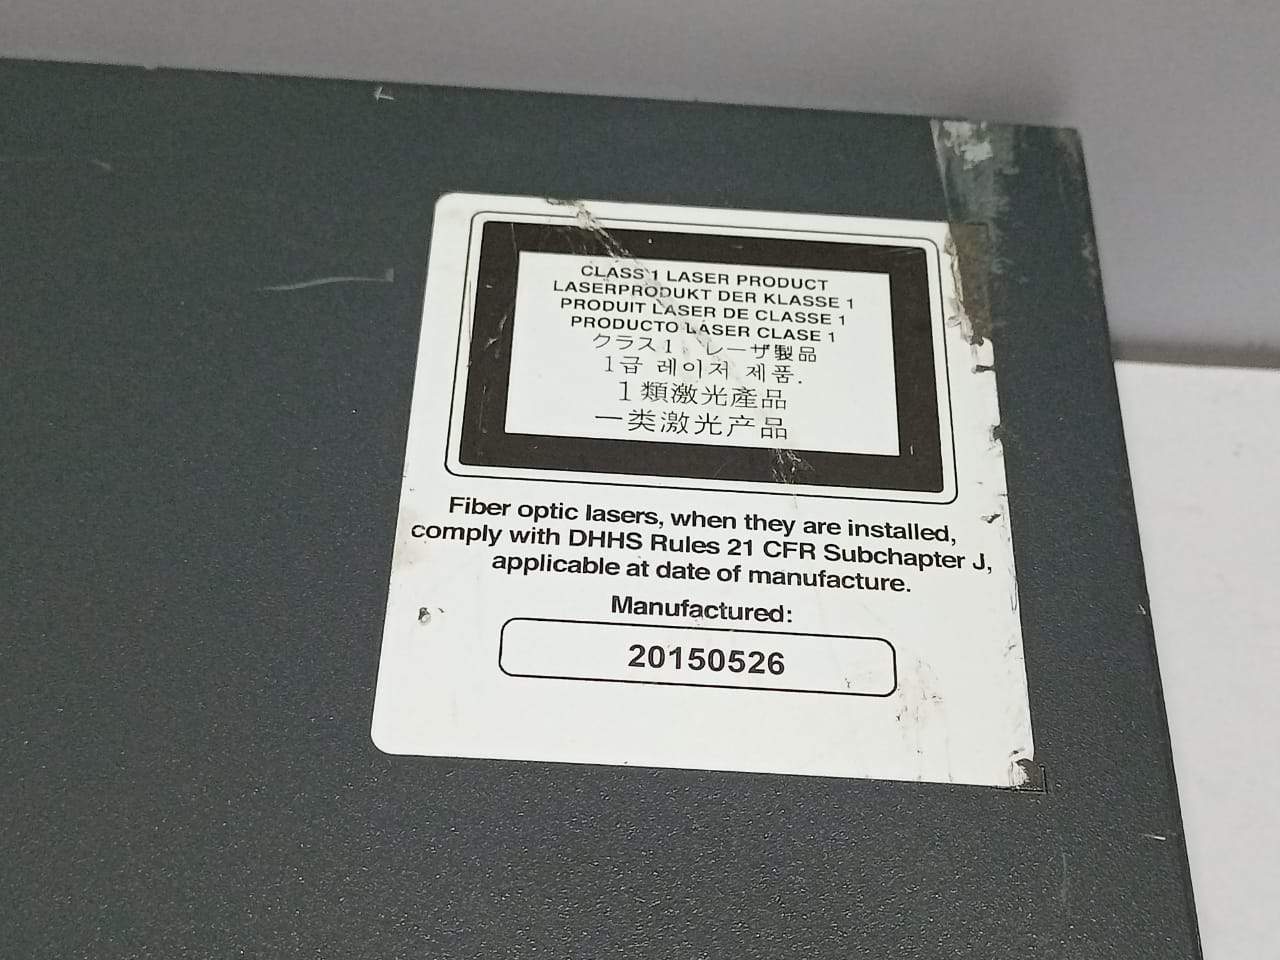 CLASS 1 LASER PRODUCT
LASERPRODUKT DER KLASSE 1
PRODUIT LASER DE CLASSE 1
PRODUCTO LASER CLASE 1
クラス1 レーザ製品
1급 레이저 제품.
1類激光產品
一类激光产品
Fiber optic lasers, when they are installed,
comply with DHHS Rules 21 CFR Subchapter J,
applicable at date of manufacture.
Manufactured:
20150526